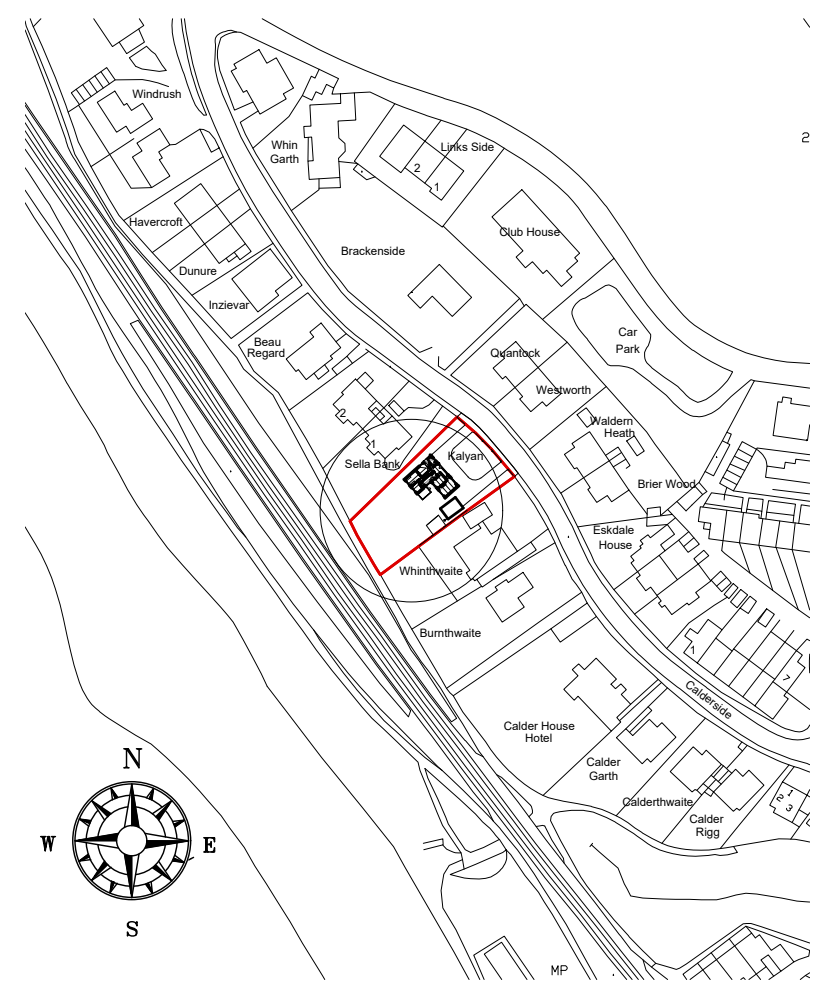 Windrush
2
Whin
Garth
Links Side
2
1
Havercroft
Club House
Brackenside
Dunure
Inzievar
Beau
Regard
Car
Park
Quantock
Westworth
2
1
Waldern
Heath
Sella Bank
Kalyan
Brier Wood
Eskdale
House
Whinthwaite
Burnthwaite
1
7
Calderside
Calder House
Hotel
Calder
Garth
Calderthwaite
Calder
Rigg
1
2
3
N
W
E
S
MP